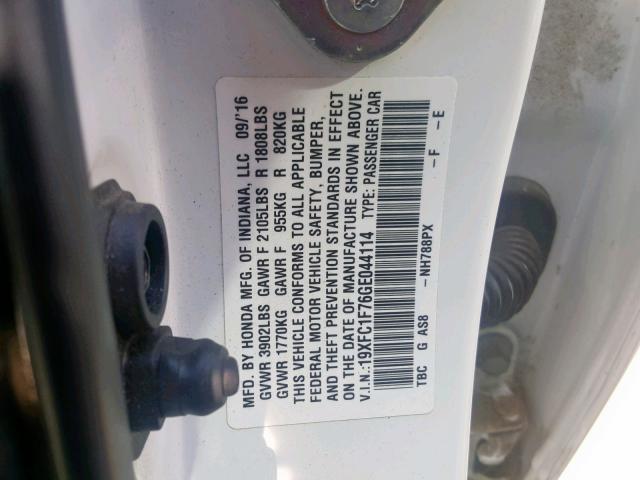 MFD. BY HONDA MFG. OF INDIANA, LLC 09/'16
GVWR 3902LBS GAWR F 2105LBS R 1808LBS
GVWR 1770KG GAWR F 955KG R 820KG
THIS VEHICLE CONFORMS TO ALL APPLICABLE
FEDERAL MOTOR VEHICLE SAFETY, BUMPER,
AND THEFT PREVENTION STANDARDS IN EFFECT
ON THE DATE OF MANUFACTURE SHOWN ABOVE.
V.I.N.:19XFC1F76GE044114 TYPE: PASSENGER CAR
TBC G AS8 -NH788PX -F -E